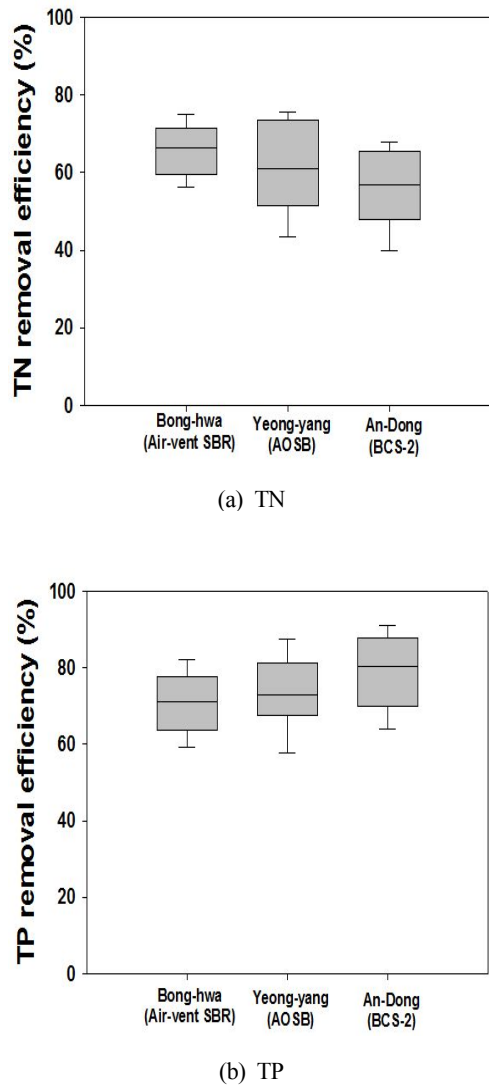 TN removal efficiency (%)
100
80
60
40
20
0
Bong-hwa
(Air-vent SBR)
Yeong-yang
(AOSB)
An-Dong
(BCS-2)
(a) TN
TP removal efficiency (%)
100
80
60
40
20
0
Bong-hwa
(Air-vent SBR)
Yeong-yang
(AOSB)
An-Dong
(BCS-2)
(b) TP